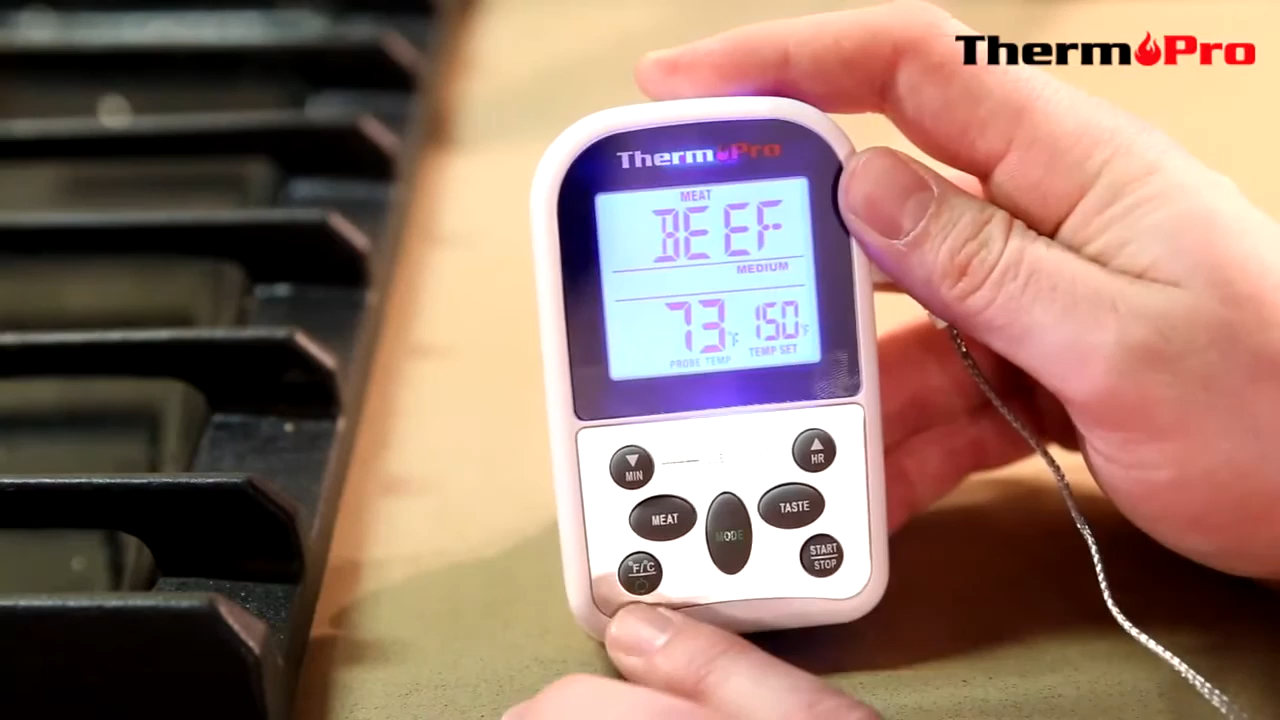 ThermoPro
ThermoPro
MEAT
BEEF
MEDIUM
73°F 150°F
PROBE TEMP TEMP SET
▼ MIN
▲ HR
MEAT
MODE
TASTE
°F/°C
START
STOP